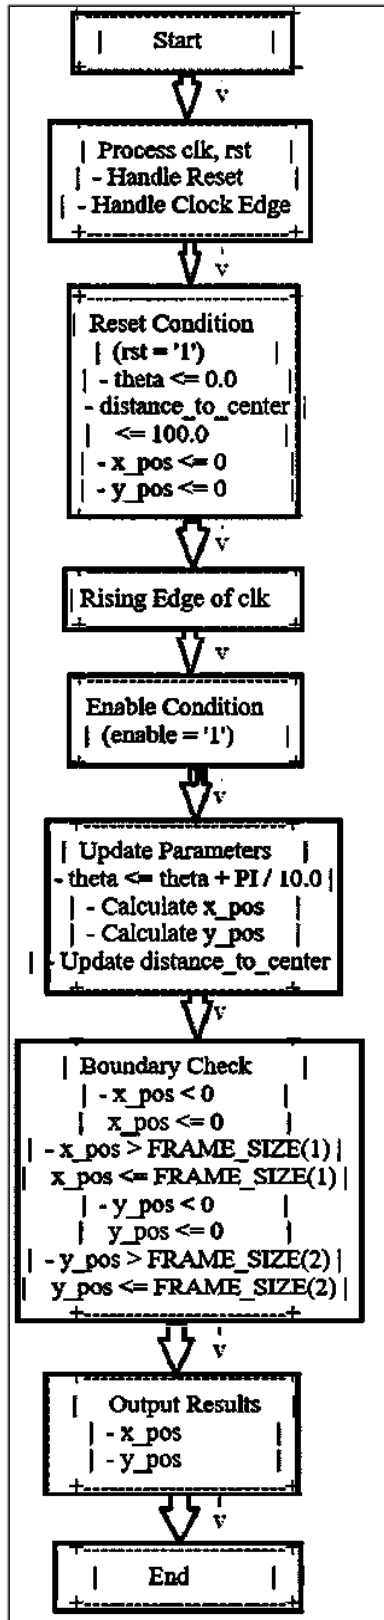 Start
v
Process clk, rst
- Handle Reset
- Handle Clock Edge
v
Reset Condition
(rst = '1')
- theta <= 0.0
- distance_to_center
<= 100.0
- x_pos <= 0
- y_pos <= 0
v
Rising Edge of clk
v
Enable Condition
(enable = '1')
v
Update Parameters
- theta <= theta + PI / 10.0
- Calculate x_pos
- Calculate y_pos
- Update distance_to_center
v
Boundary Check
- x_pos < 0
x_pos <= 0
- x_pos > FRAME_SIZE(1)
x_pos <= FRAME_SIZE(1)
- y_pos < 0
y_pos <= 0
- y_pos > FRAME_SIZE(2)
y_pos <= FRAME_SIZE(2)
v
Output Results
- x_pos
- y_pos
v
End